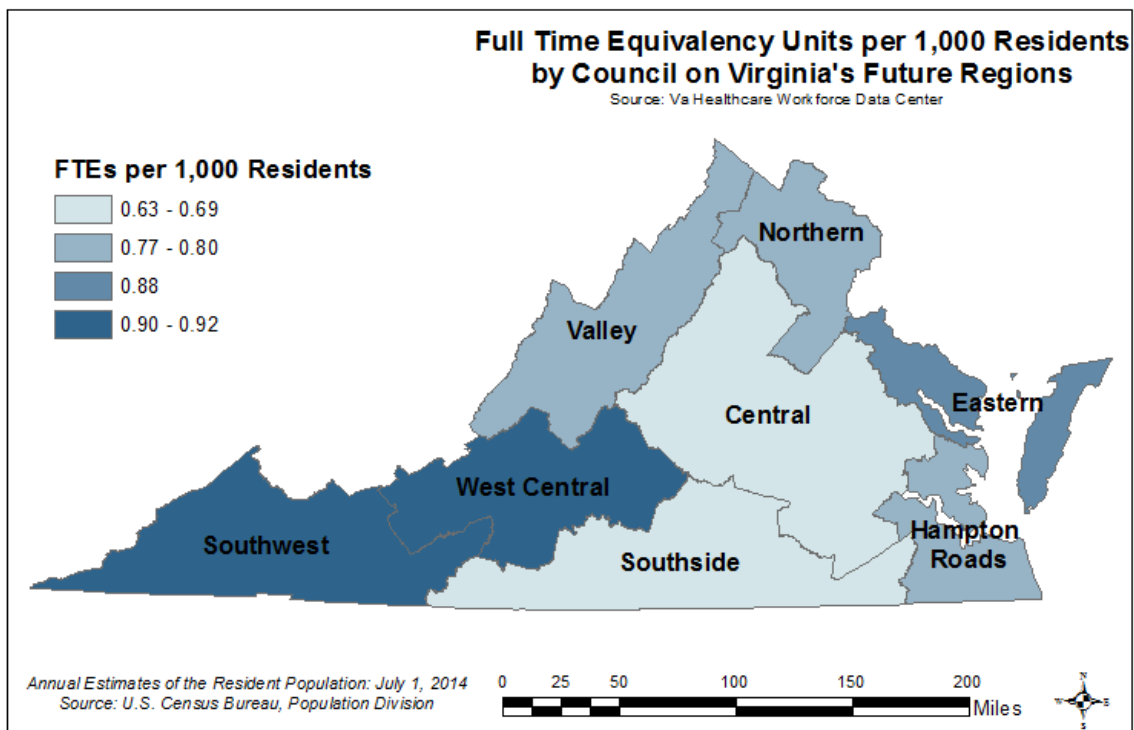 Full Time Equivalency Units per 1,000 Residents
by Council on Virginia's Future Regions
Source: Va Healthcare Workforce Data Center
FTEs per 1,000 Residents
0.63 - 0.69
0.77 - 0.80
0.88
0.90 - 0.92
Northern
Valley
Eastern
Central
West Central
Southwest
Southside
Hampton
Roads
Annual Estimates of the Resident Population: July 1, 2014
Source: U.S. Census Bureau, Population Division
0 25 50 100 150 200
Miles
N
W E
S